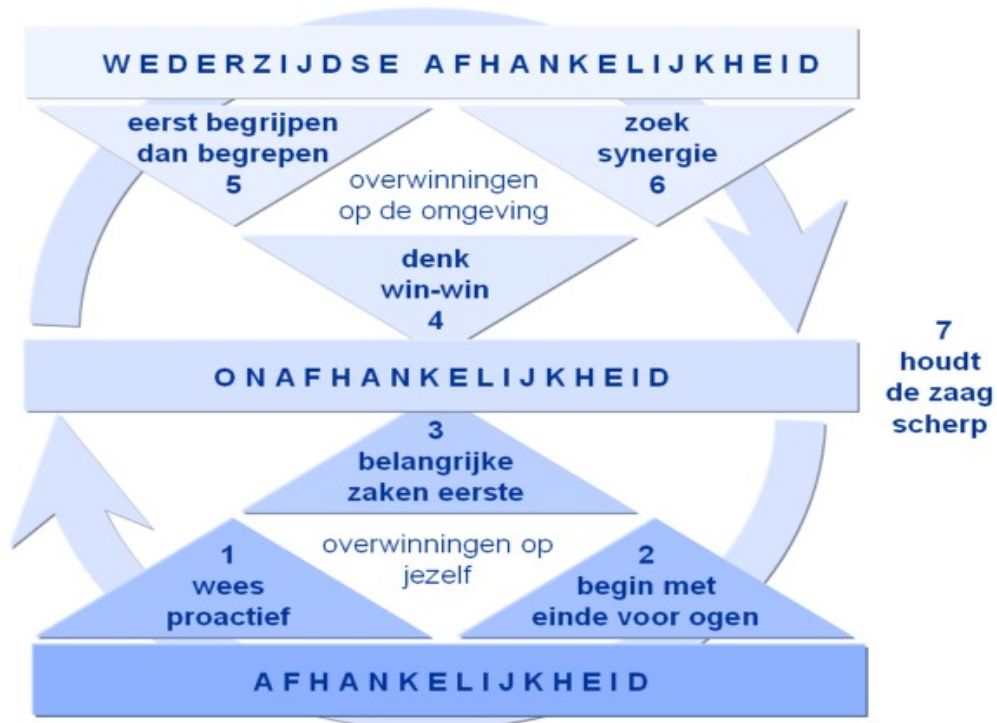 WEDERZIJDSE AFHANKELIJKHEID
eerst begrijpen
dan begrepen
5
zoek
synergie
6
overwinningen
op de omgeving
denk
win-win
4
ONAFHANKELIJKHEID
7
houdt
de zaag
scherp
3
belangrijke
zaken eerste
overwinningen op
jezelf
1
wees
proactief
2
begin met
einde voor ogen
AFHANKELIJKHEID